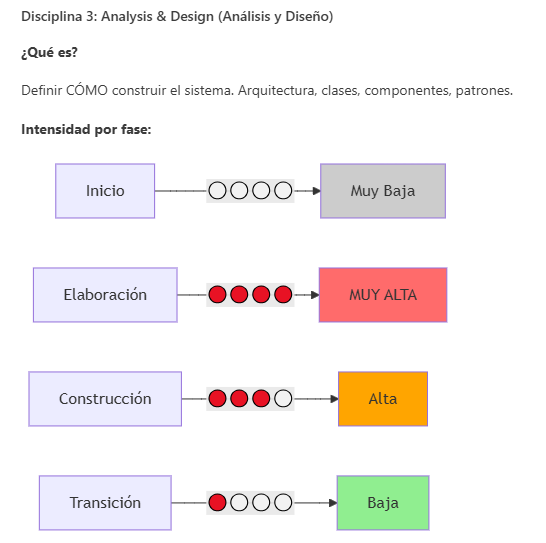 Disciplina 3: Analysis & Design (Análisis y Diseño)
¿Qué es?
Definir CÓMO construir el sistema. Arquitectura, clases, componentes, patrones.
Intensidad por fase:
Inicio
Muy Baja
Elaboración
MUY ALTA
Construcción
Alta
Transición
Baja